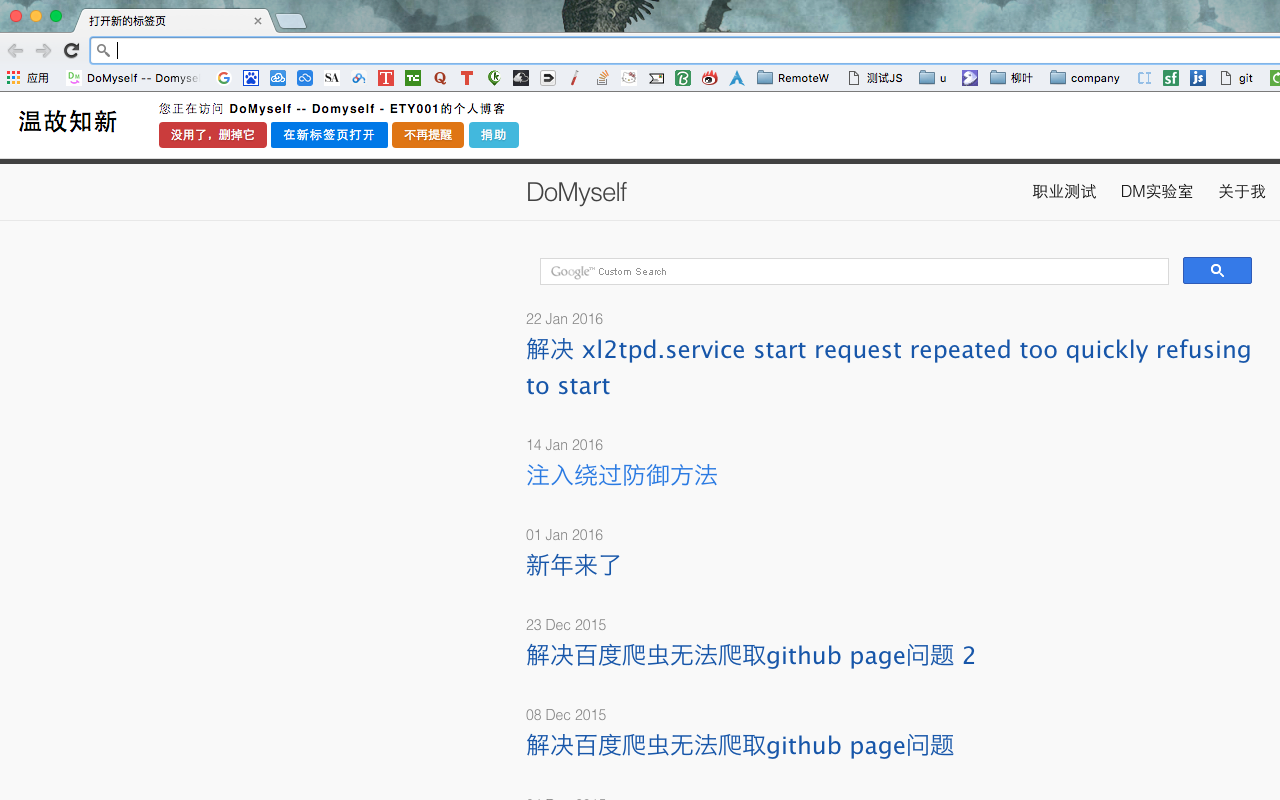 打开新的标签页
应用 DoMyself -- Domyse RemoteW 测试JS u 柳叶 company git
您正在访问 DoMyself -- Domyself - ETY001的个人博客
温故知新
没用了，删掉它 在新标签页打开 不再提醒 捐助
DoMyself 职业测试 DM实验室 关于我
Google™ Custom Search
22 Jan 2016
解决 xl2tpd.service start request repeated too quickly refusing
to start
14 Jan 2016
注入绕过防御方法
01 Jan 2016
新年来了
23 Dec 2015
解决百度爬虫无法爬取github page问题 2
08 Dec 2015
解决百度爬虫无法爬取github page问题